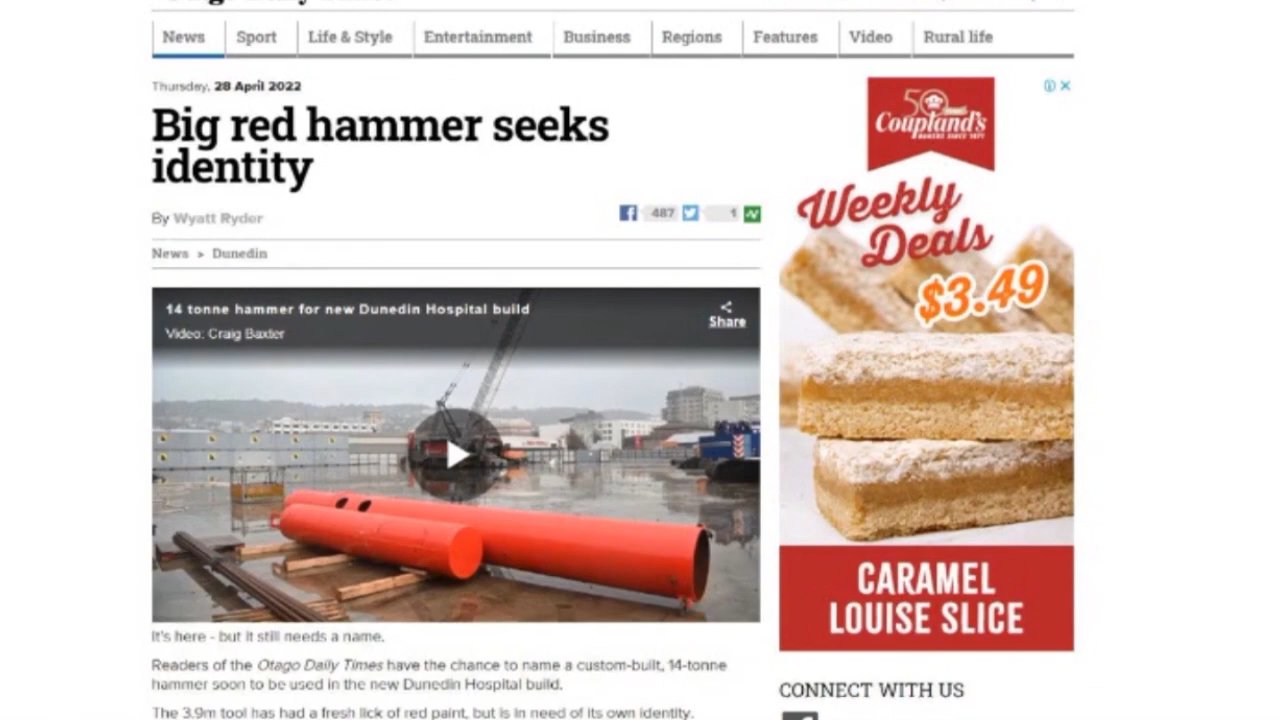 News Sport Life & Style Entertainment Business Regions Features Video Rural life
Thursday, 28 April 2022
Big red hammer seeks
identity
By Wyatt Ryder
487 1
News > Dunedin
14 tonne hammer for new Dunedin Hospital build
Video: Craig Baxter
Share
It's here - but it still needs a name.
Readers of the Otago Daily Times have the chance to name a custom-built, 14-tonne
hammer soon to be used in the new Dunedin Hospital build.
The 3.9m tool has had a fresh lick of red paint, but is in need of its own identity.
50
Coupland's
BAKERS SINCE 1971
Weekly
Deals
$3.49
CARAMEL
LOUISE SLICE
CONNECT WITH US